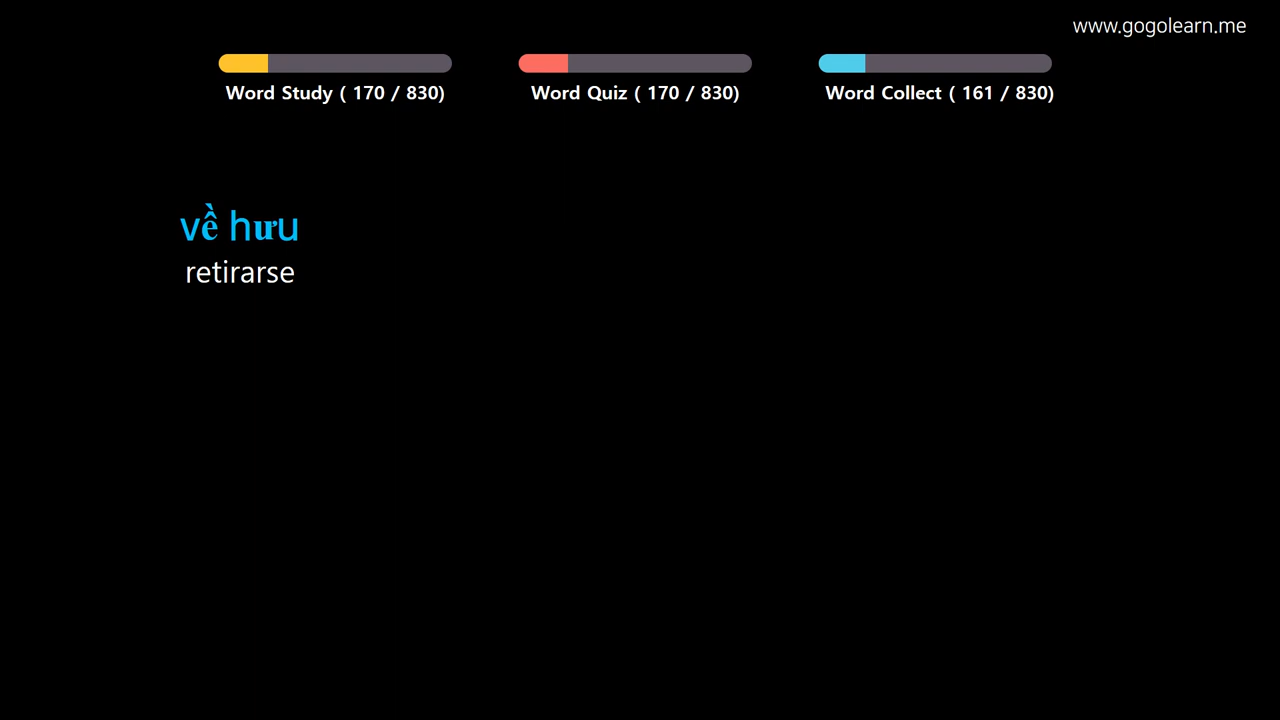 www.gogolearn.me
Word Study ( 170 / 830)
Word Quiz ( 170 / 830)
Word Collect ( 161 / 830)
về hưu
retirarse